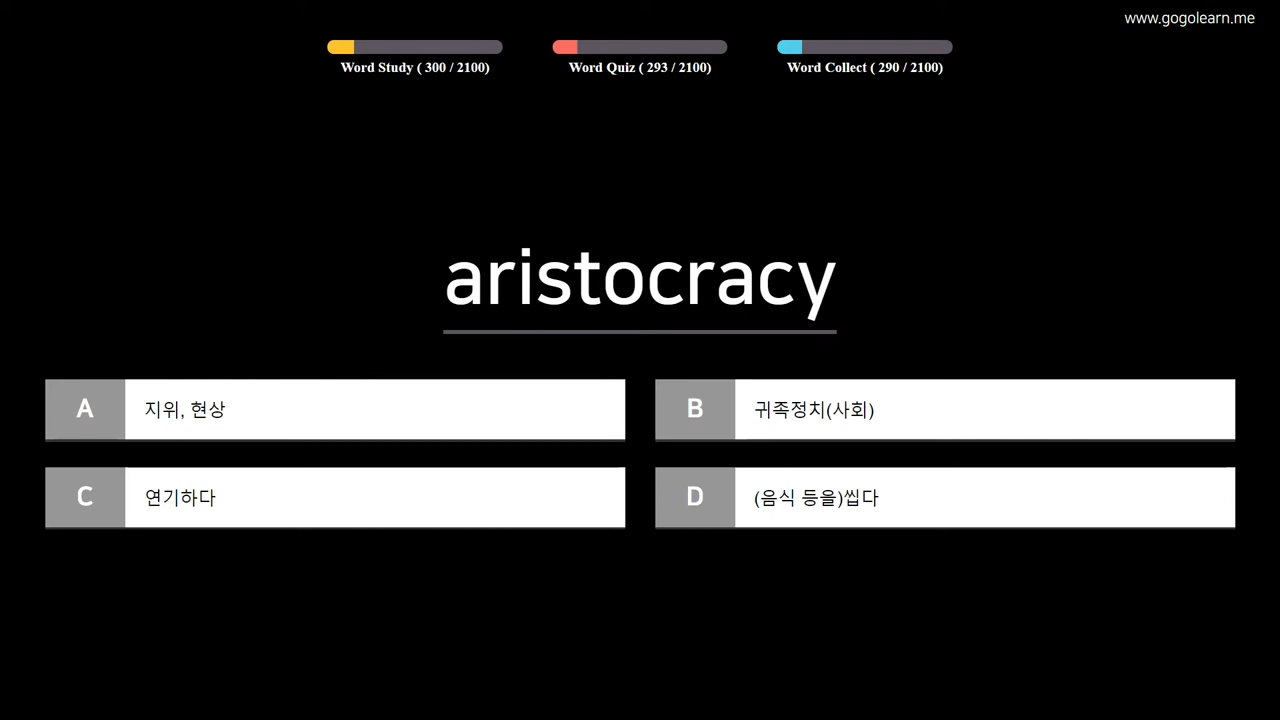 www.gogolearn.me
Word Study ( 300 / 2100)
Word Quiz ( 293 / 2100)
Word Collect ( 290 / 2100)
aristocracy
A 지위, 현상
B 귀족정치(사회)
C 연기하다
D (음식 등을)씹다